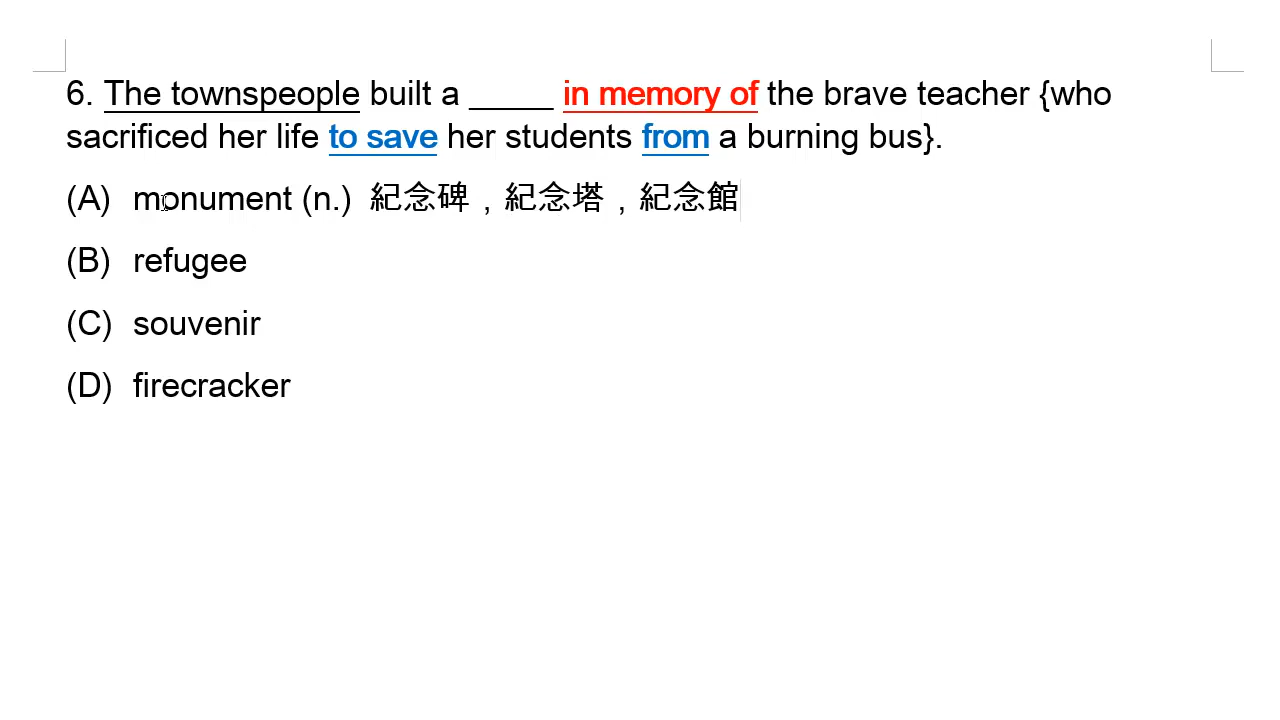 6. The townspeople built a _____ in memory of the brave teacher {who
sacrificed her life to save her students from a burning bus}.
(A) monument (n.) 紀念碑，紀念塔，紀念館
(B) refugee
(C) souvenir
(D) firecracker